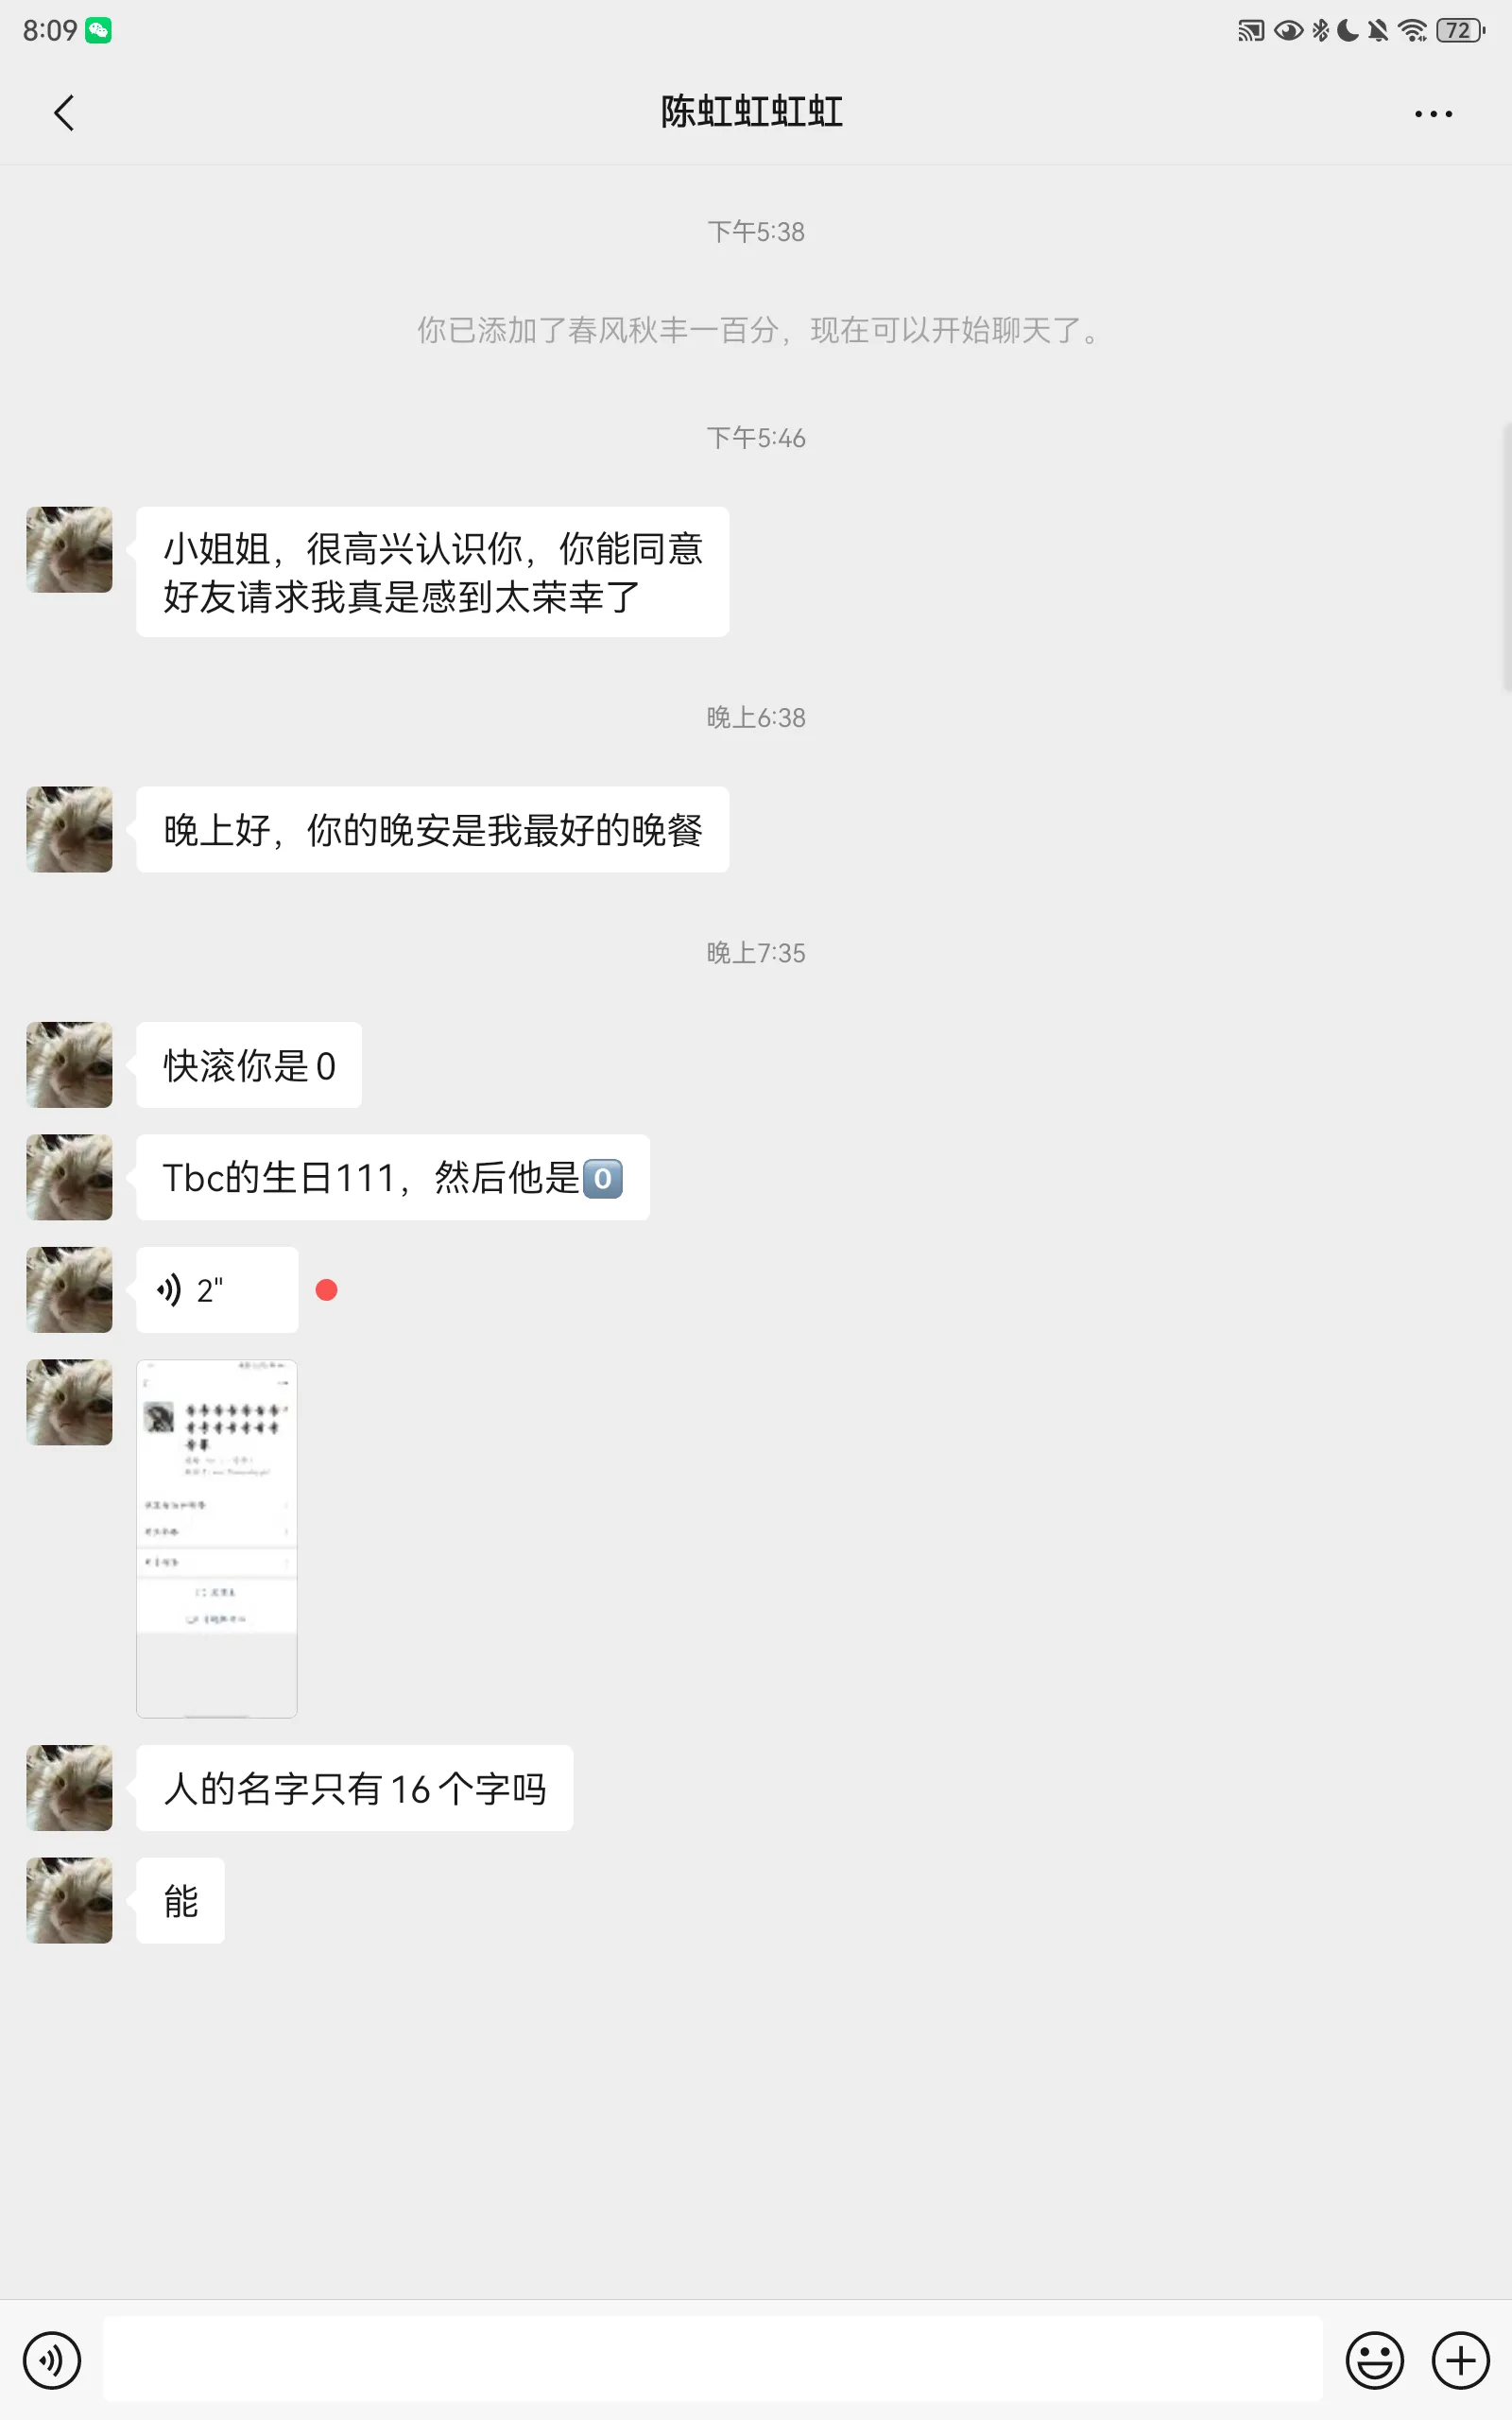 8:09
72
陈虹虹虹虹
下午5:38
你已添加了春风秋丰一百分，现在可以开始聊天了。
下午5:46
小姐姐，很高兴认识你，你能同意
好友请求我真是感到太荣幸了
晚上6:38
晚上好，你的晚安是我最好的晚餐
晚上7:35
快滚你是0
Tbc的生日111，然后他是0️⃣
2"
人的名字只有16个字吗
能